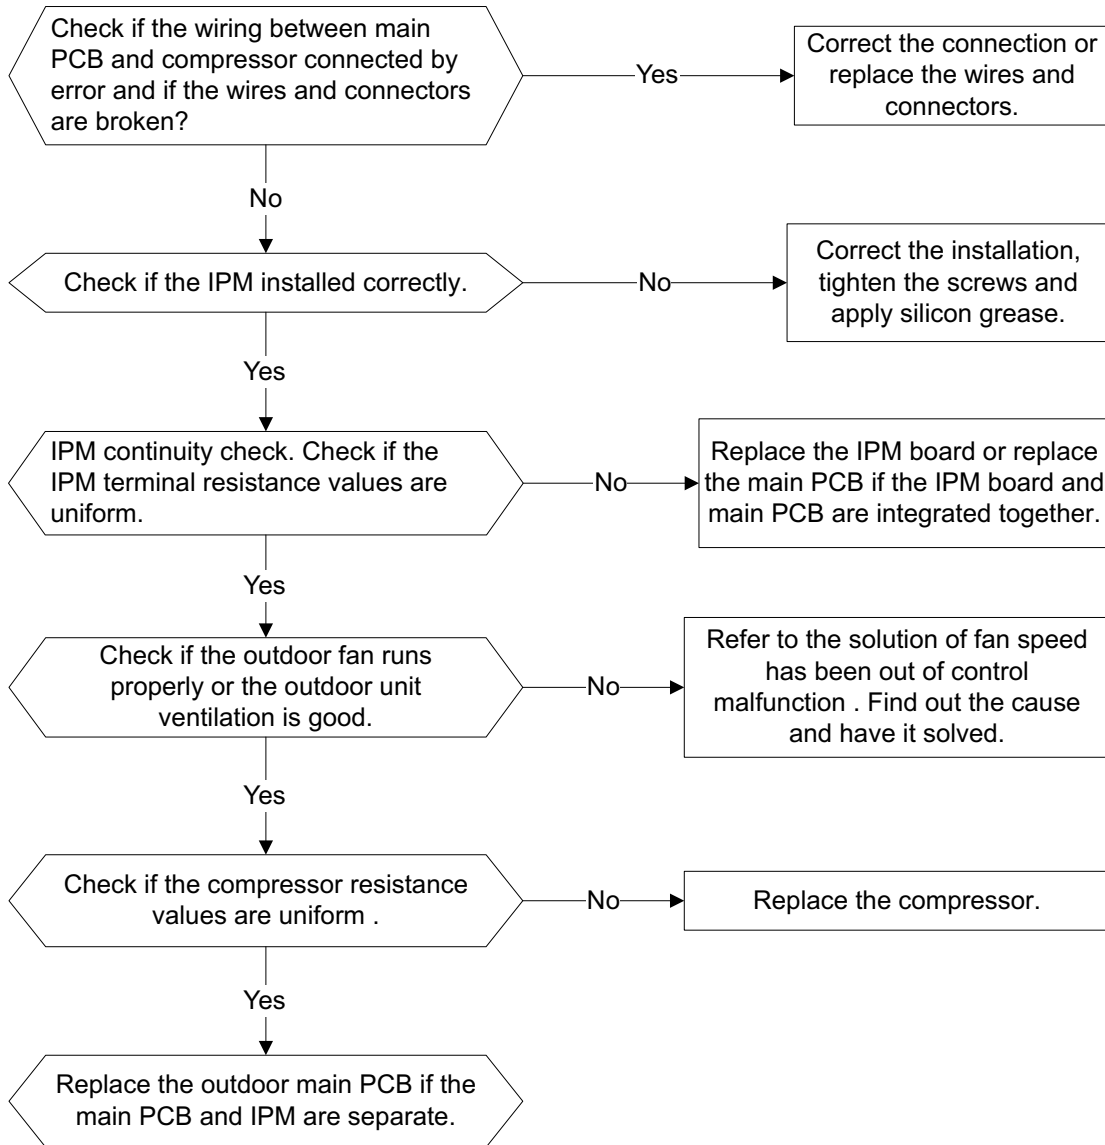 Check if the wiring between main
PCB and compressor connected by
error and if the wires and connectors
are broken?
Yes
Correct the connection or
replace the wires and
connectors.
No
Check if the IPM installed correctly.
No
Correct the installation,
tighten the screws and
apply silicon grease.
Yes
IPM continuity check. Check if the
IPM terminal resistance values are
uniform.
No
Replace the IPM board or replace
the main PCB if the IPM board and
main PCB are integrated together.
Yes
Check if the outdoor fan runs
properly or the outdoor unit
ventilation is good.
No
Refer to the solution of fan speed
has been out of control
malfunction . Find out the cause
and have it solved.
Yes
Check if the compressor resistance
values are uniform .
No
Replace the compressor.
Yes
Replace the outdoor main PCB if the
main PCB and IPM are separate.